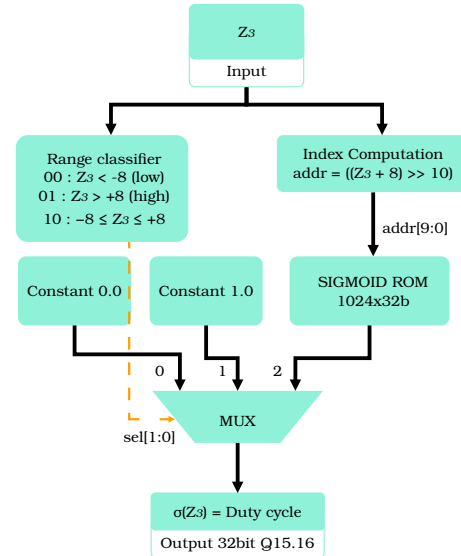 Z3
Input
Range classifier
00 : Z3 < -8 (low)
01 : Z3 > +8 (high)
10 : −8 ≤ Z3 ≤ +8
Index Computation
addr = ((Z3 + 8) >> 10)
addr[9:0]
Constant 0.0
Constant 1.0
SIGMOID ROM
1024x32b
0
1
2
MUX
sel[1:0]
σ(Z3) = Duty cycle
Output 32bit Q15.16